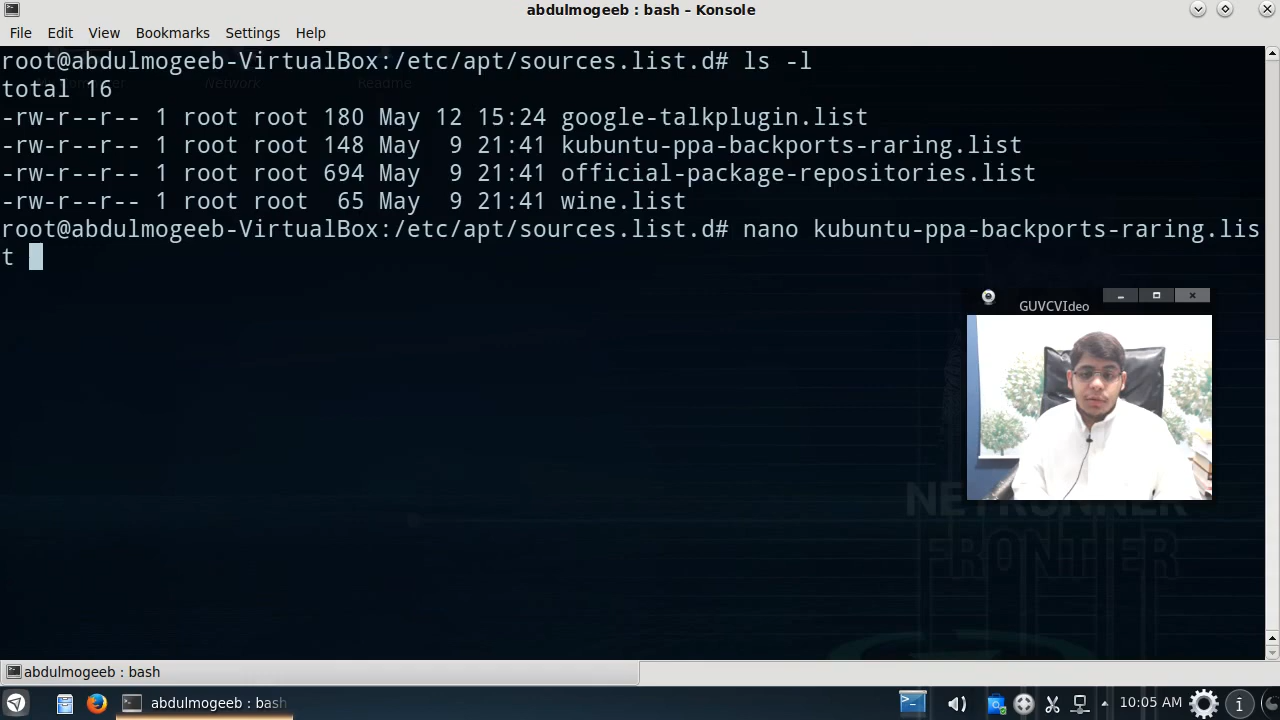 abdulmogeeb : bash – Konsole
File Edit View Bookmarks Settings Help
root@abdulmogeeb-VirtualBox:/etc/apt/sources.list.d# ls -l
Network Readme
total 16
-rw-r--r-- 1 root root 180 May 12 15:24 google-talkplugin.list
-rw-r--r-- 1 root root 148 May  9 21:41 kubuntu-ppa-backports-raring.list
-rw-r--r-- 1 root root 694 May  9 21:41 official-package-repositories.list
-rw-r--r-- 1 root root  65 May  9 21:41 wine.list
root@abdulmogeeb-VirtualBox:/etc/apt/sources.list.d# nano kubuntu-ppa-backports-raring.lis
t
GUVCVIdeo
NETRUNNER
FRONTIER
abdulmogeeb : bash
abdulmogeeb : bash
10:05 AM